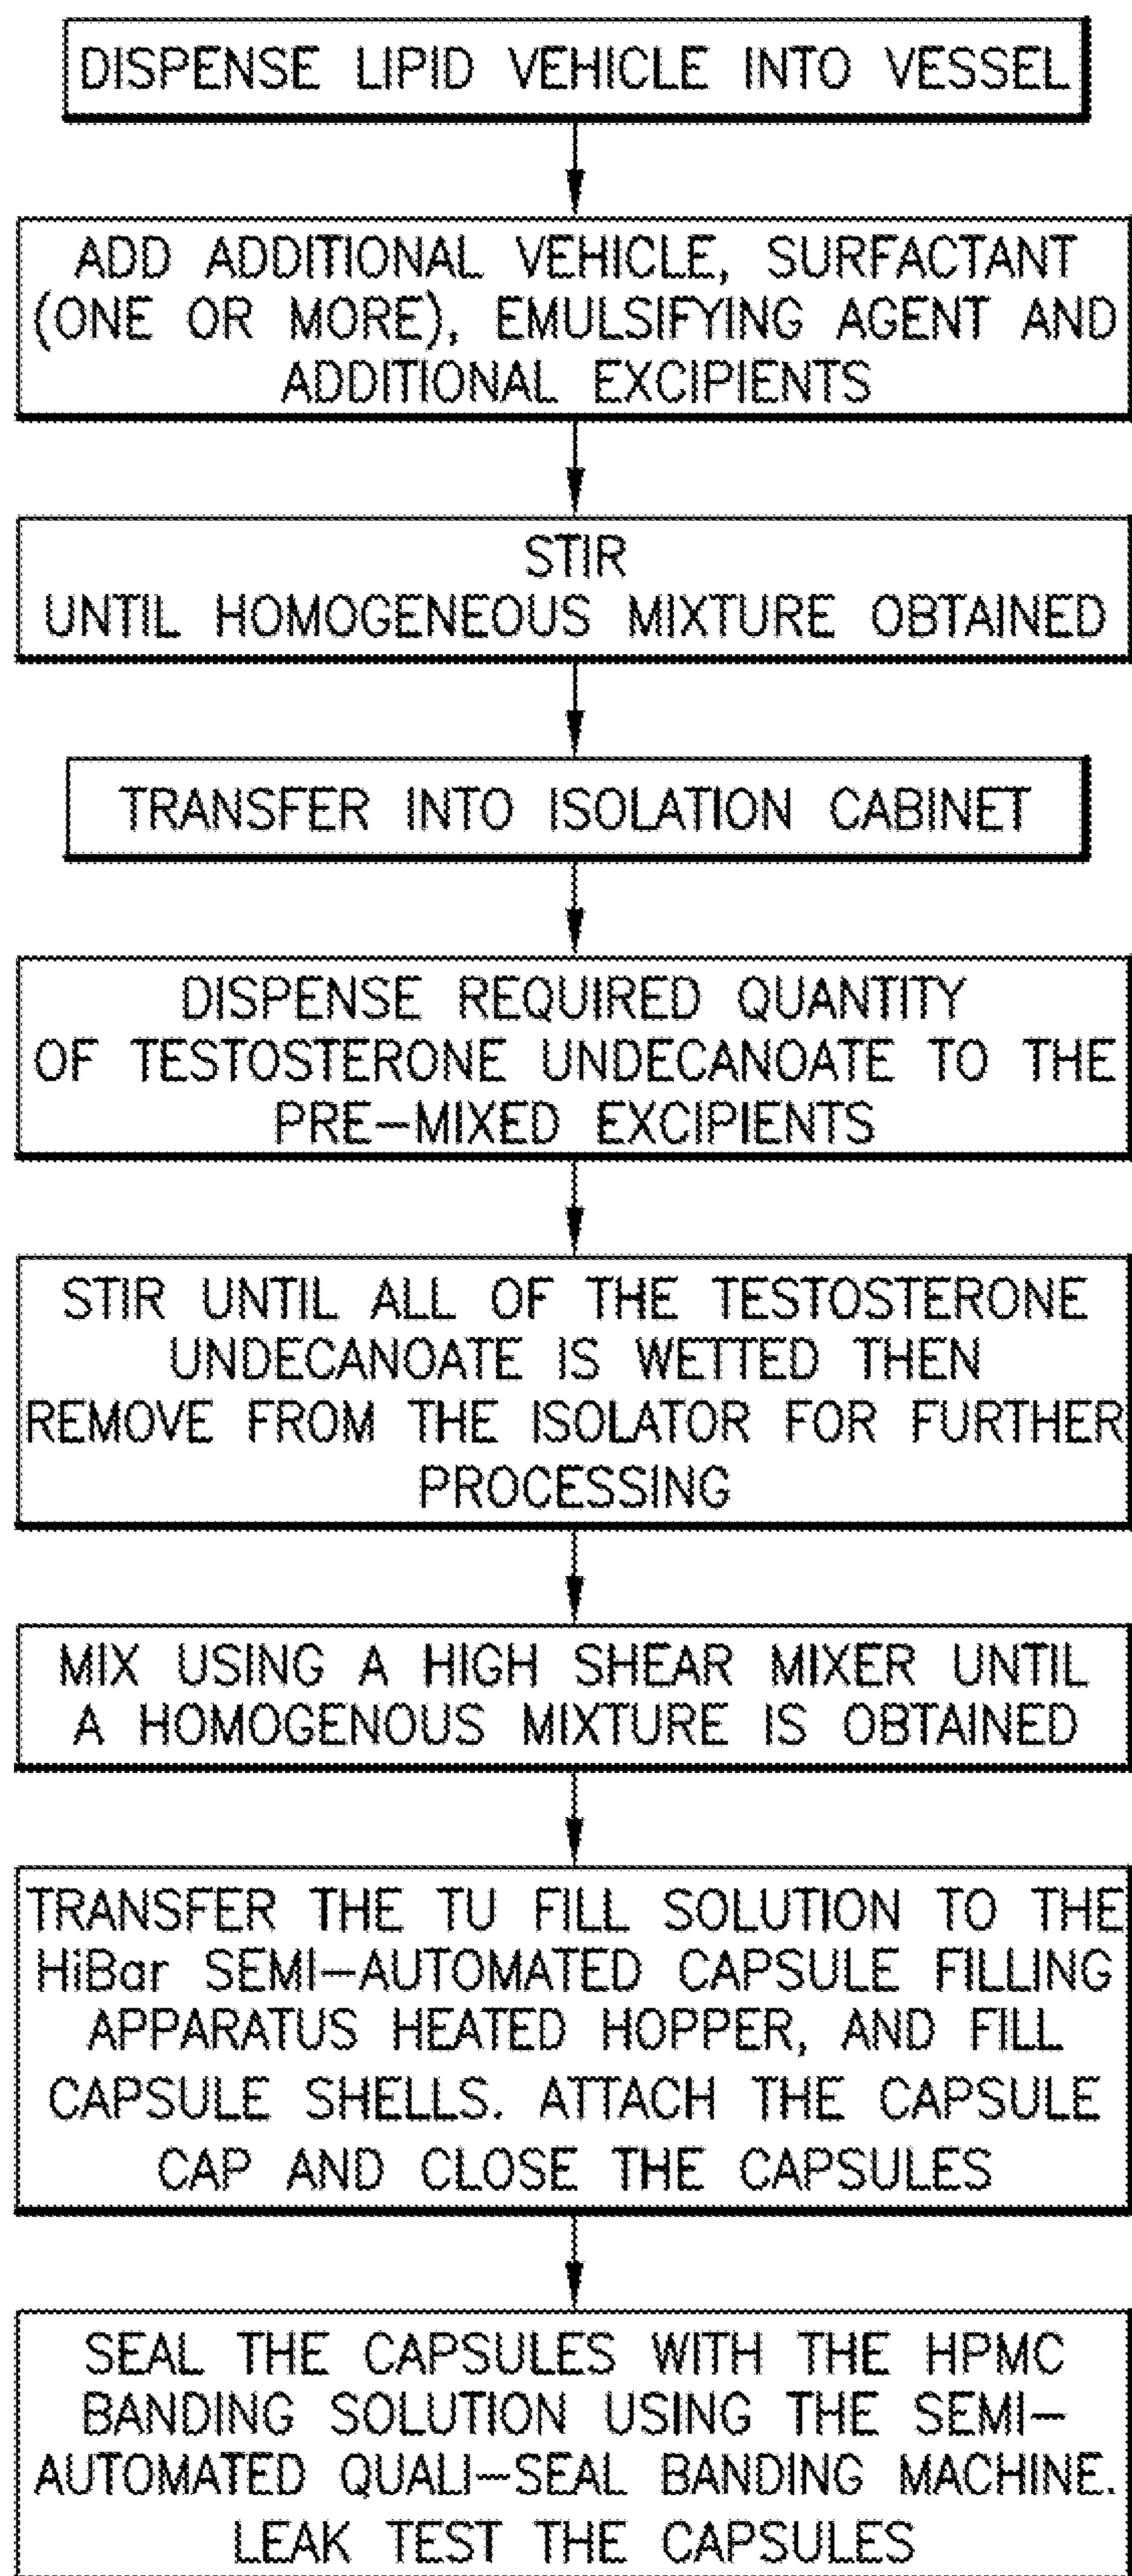 DISPENSE LIPID VEHICLE INTO VESSEL
ADD ADDITIONAL VEHICLE, SURFACTANT
(ONE OR MORE), EMULSIFYING AGENT AND
ADDITIONAL EXCIPIENTS
STIR
UNTIL HOMOGENEOUS MIXTURE OBTAINED
TRANSFER INTO ISOLATION CABINET
DISPENSE REQUIRED QUANTITY
OF TESTOSTERONE UNDECANOATE TO THE
PRE-MIXED EXCIPIENTS
STIR UNTIL ALL OF THE TESTOSTERONE
UNDECANOATE IS WETTED THEN
REMOVE FROM THE ISOLATOR FOR FURTHER
PROCESSING
MIX USING A HIGH SHEAR MIXER UNTIL
A HOMOGENOUS MIXTURE IS OBTAINED
TRANSFER THE TU FILL SOLUTION TO THE
HiBar SEMI-AUTOMATED CAPSULE FILLING
APPARATUS HEATED HOPPER, AND FILL
CAPSULE SHELLS. ATTACH THE CAPSULE
CAP AND CLOSE THE CAPSULES
SEAL THE CAPSULES WITH THE HPMC
BANDING SOLUTION USING THE SEMI-
AUTOMATED QUALI-SEAL BANDING MACHINE.
LEAK TEST THE CAPSULES